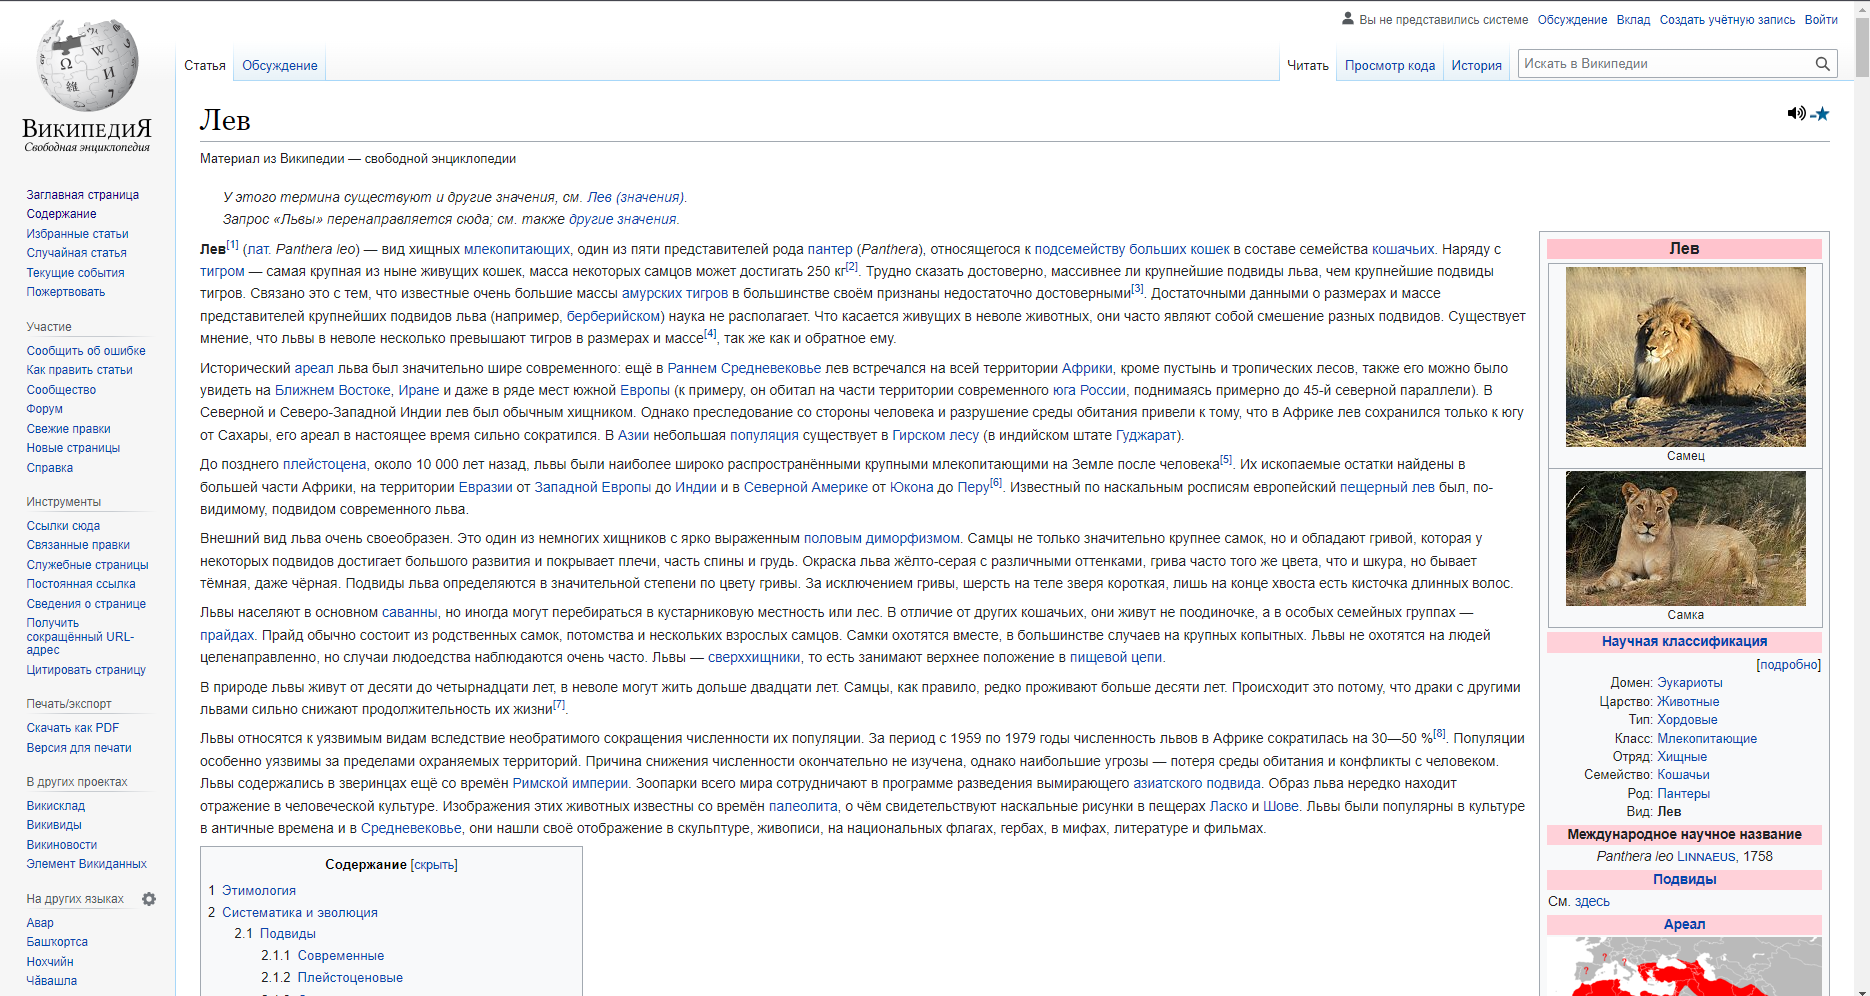 Вы не представились системе Обсуждение Вклад Создать учётную запись Войти
Статья Обсуждение Читать Просмотр кода История Искать в Википедии
ВикипедиЯ
Свободная энциклопедия
Заглавная страница
Содержание
Избранные статьи
Случайная статья
Текущие события
Пожертвовать
Участие
Сообщить об ошибке
Как править статьи
Сообщество
Форум
Свежие правки
Новые страницы
Справка
Инструменты
Ссылки сюда
Связанные правки
Служебные страницы
Постоянная ссылка
Сведения о странице
Получить
сокращённый URL-
адрес
Цитировать страницу
Печать/экспорт
Скачать как PDF
Версия для печати
В других проектах
Викисклад
Викивиды
Викиновости
Элемент Викиданных
На других языках
Авар
Башҡортса
Нохчийн
Чӑвашла
Лев
Материал из Википедии — свободной энциклопедии
У этого термина существуют и другие значения, см. Лев (значения).
Запрос «Львы» перенаправляется сюда; см. также другие значения.
Лев[1] (лат. Panthera leo) — вид хищных млекопитающих, один из пяти представителей рода пантер (Panthera), относящегося к подсемейству больших кошек в составе семейства кошачьих. Наряду с
тигром — самая крупная из ныне живущих кошек, масса некоторых самцов может достигать 250 кг[2]. Трудно сказать достоверно, массивнее ли крупнейшие подвиды льва, чем крупнейшие подвиды
тигров. Связано это с тем, что известные очень большие массы амурских тигров в большинстве своём признаны недостаточно достоверными[3]. Достаточными данными о размерах и массе
представителей крупнейших подвидов льва (например, берберийском) наука не располагает. Что касается живущих в неволе животных, они часто являют собой смешение разных подвидов. Существует
мнение, что львы в неволе несколько превышают тигров в размерах и массе[4], так же как и обратное ему.
Исторический ареал льва был значительно шире современного: ещё в Раннем Средневековье лев встречался на всей территории Африки, кроме пустынь и тропических лесов, также его можно было
увидеть на Ближнем Востоке, Иране и даже в ряде мест южной Европы (к примеру, он обитал на части территории современного юга России, поднимаясь примерно до 45-й северной параллели). В
Северной и Северо-Западной Индии лев был обычным хищником. Однако преследование со стороны человека и разрушение среды обитания привели к тому, что в Африке лев сохранился только к югу
от Сахары, его ареал в настоящее время сильно сократился. В Азии небольшая популяция существует в Гирском лесу (в индийском штате Гуджарат).
До позднего плейстоцена, около 10 000 лет назад, львы были наиболее широко распространёнными крупными млекопитающими на Земле после человека[5]. Их ископаемые остатки найдены в
большей части Африки, на территории Евразии от Западной Европы до Индии и в Северной Америке от Юкона до Перу[6]. Известный по наскальным росписям европейский пещерный лев был, по-
видимому, подвидом современного льва.
Внешний вид льва очень своеобразен. Это один из немногих хищников с ярко выраженным половым диморфизмом. Самцы не только значительно крупнее самок, но и обладают гривой, которая у
некоторых подвидов достигает большого развития и покрывает плечи, часть спины и грудь. Окраска льва жёлто-серая с различными оттенками, грива часто того же цвета, что и шкура, но бывает
тёмная, даже чёрная. Подвиды льва определяются в значительной степени по цвету гривы. За исключением гривы, шерсть на теле зверя короткая, лишь на конце хвоста есть кисточка длинных волос.
Львы населяют в основном саванны, но иногда могут перебираться в кустарниковую местность или лес. В отличие от других кошачьих, они живут не поодиночке, а в особых семейных группах —
прайдах. Прайд обычно состоит из родственных самок, потомства и нескольких взрослых самцов. Самки охотятся вместе, в большинстве случаев на крупных копытных. Львы не охотятся на людей
целенаправленно, но случаи людоедства наблюдаются очень часто. Львы — сверххищники, то есть занимают верхнее положение в пищевой цепи.
В природе львы живут от десяти до четырнадцати лет, в неволе могут жить дольше двадцати лет. Самцы, как правило, редко проживают больше десяти лет. Происходит это потому, что драки с другими
львами сильно снижают продолжительность их жизни[7].
Львы относятся к уязвимым видам вследствие необратимого сокращения численности их популяции. За период с 1959 по 1979 годы численность львов в Африке сократилась на 30—50 %[8]. Популяции
особенно уязвимы за пределами охраняемых территорий. Причина снижения численности окончательно не изучена, однако наибольшие угрозы — потеря среды обитания и конфликты с человеком.
Львы содержались в зверинцах ещё со времён Римской империи. Зоопарки всего мира сотрудничают в программе разведения вымирающего азиатского подвида. Образ льва нередко находит
отражение в человеческой культуре. Изображения этих животных известны со времён палеолита, о чём свидетельствуют наскальные рисунки в пещерах Ласко и Шове. Львы были популярны в культуре
в античные времена и в Средневековье, они нашли своё отображение в скульптуре, живописи, на национальных флагах, гербах, в мифах, литературе и фильмах.
Содержание [скрыть]
1 Этимология
2 Систематика и эволюция
2.1 Подвиды
2.1.1 Современные
2.1.2 Плейстоценовые
Лев
Самец
Самка
Научная классификация
[подробно]
Домен: Эукариоты
Царство: Животные
Тип: Хордовые
Класс: Млекопитающие
Отряд: Хищные
Семейство: Кошачьи
Род: Пантеры
Вид: Лев
Международное научное название
Panthera leo Linnaeus, 1758
Подвиды
См. здесь
Ареал